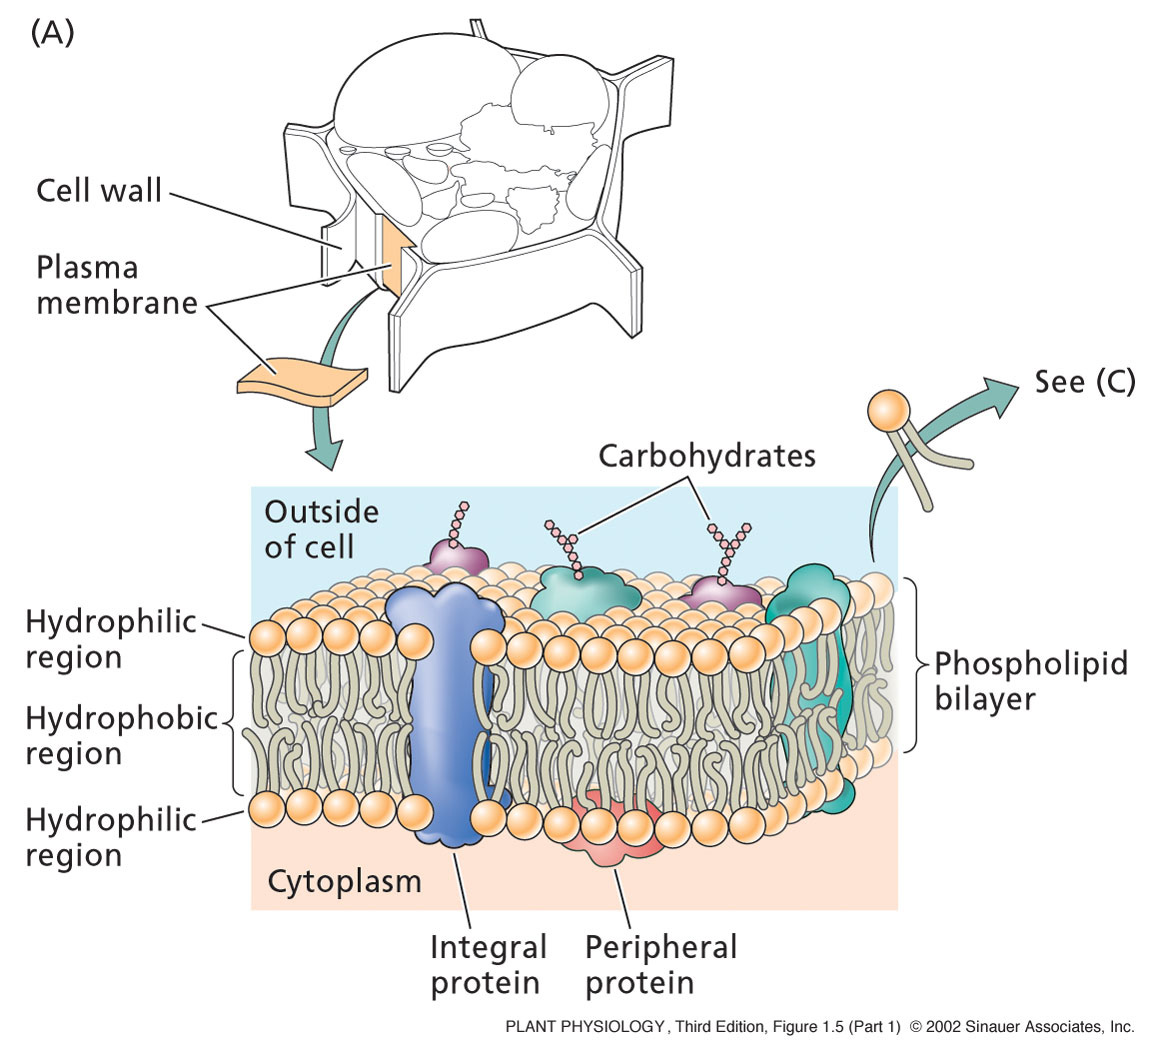 (A)
Cell wall
Plasma
membrane
See (C)
Carbohydrates
Outside
of cell
Hydrophilic
region
Hydrophobic
region
Hydrophilic
region
Phospholipid
bilayer
Cytoplasm
Integral
protein
Peripheral
protein
PLANT PHYSIOLOGY, Third Edition, Figure 1.5 (Part 1) © 2002 Sinauer Associates, Inc.